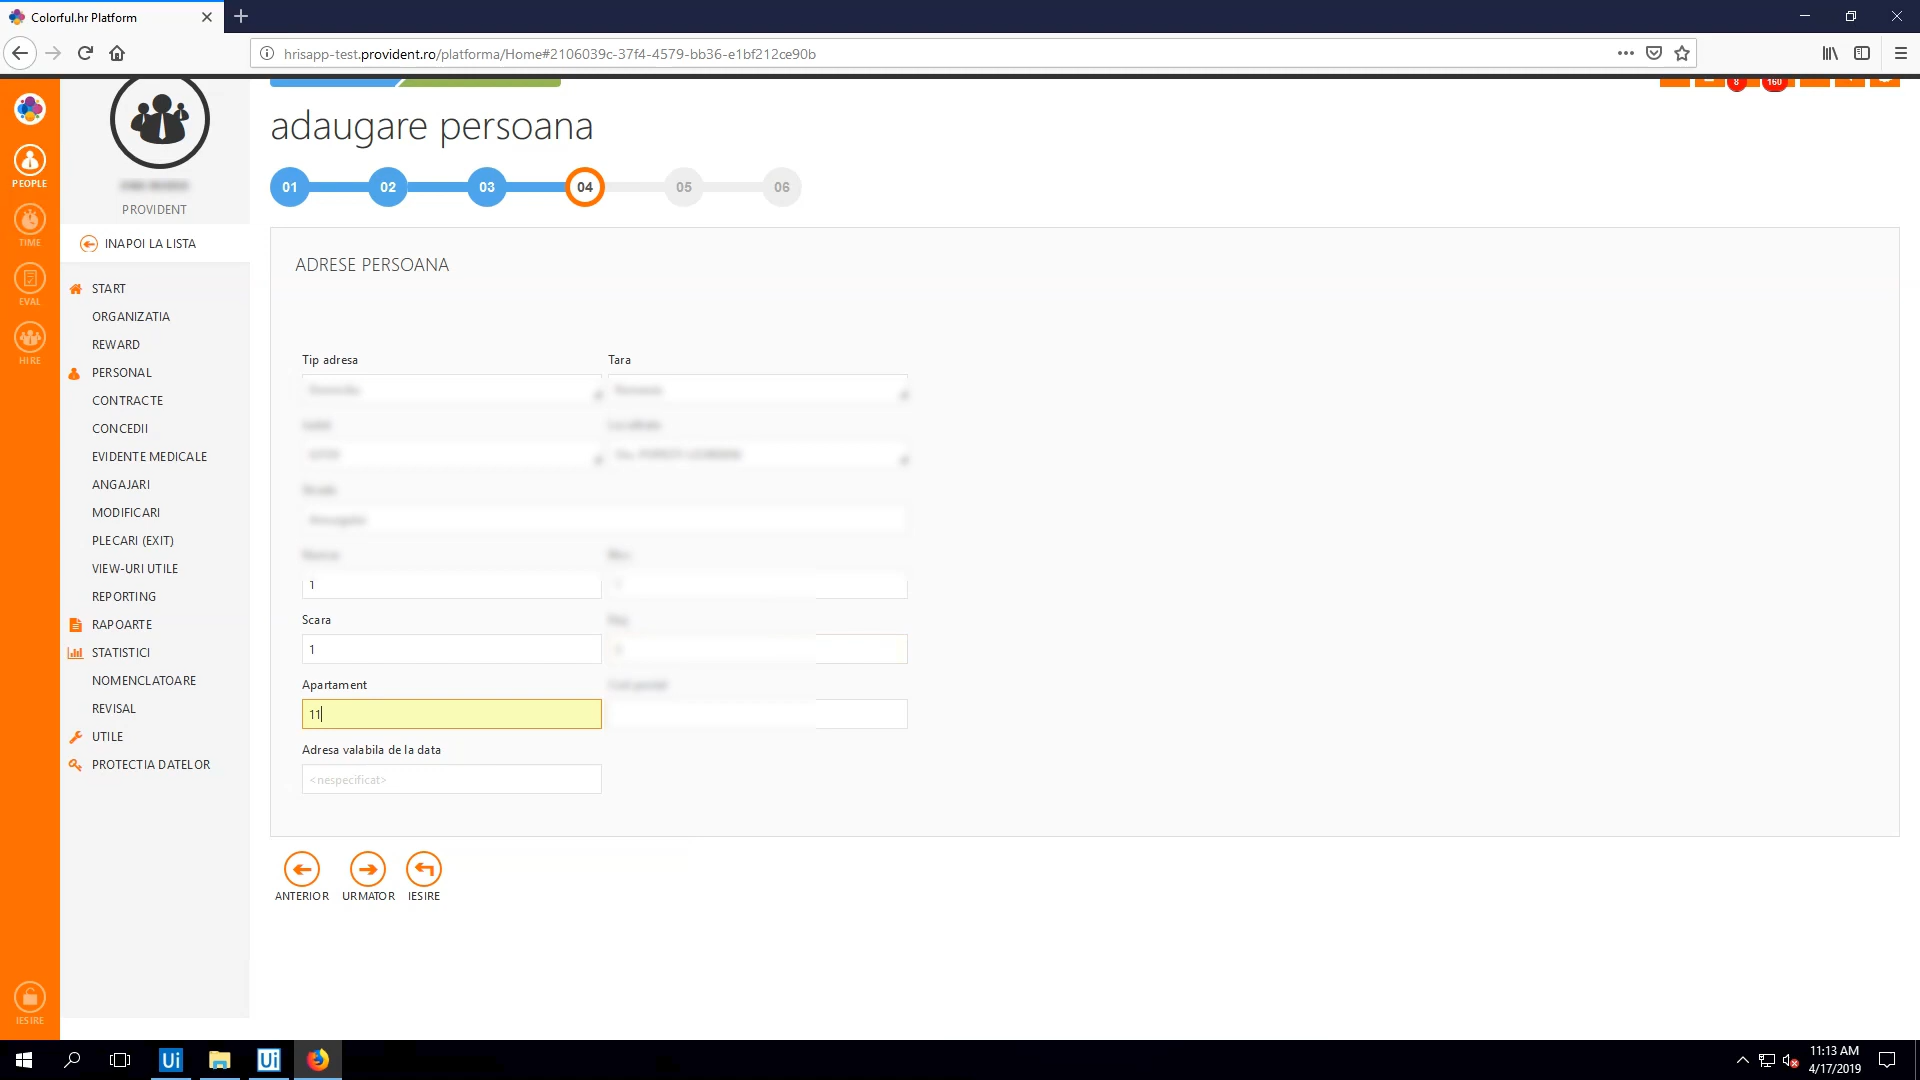 Colorful.hr Platform
hrisapp-test.provident.ro/platforma/Home#2106039c-37f4-4579-bb36-e1bf212ce90b
8
160
adaugare persoana
01 02 03 04 05 06
PEOPLE
TIME
EVAL
HIRE
IESIRE
PROVIDENT
INAPOI LA LISTA
START
ORGANIZATIA
REWARD
PERSONAL
CONTRACTE
CONCEDII
EVIDENTE MEDICALE
ANGAJARI
MODIFICARI
PLECARI (EXIT)
VIEW-URI UTILE
REPORTING
RAPOARTE
STATISTICI
NOMENCLATOARE
REVISAL
UTILE
PROTECTIA DATELOR
ADRESE PERSOANA
Tip adresa Tara
1
Scara
1
Apartament
11
Adresa valabila de la data
<nespecificat>
ANTERIOR URMATOR IESIRE
Ui Ui
11:13 AM
4/17/2019